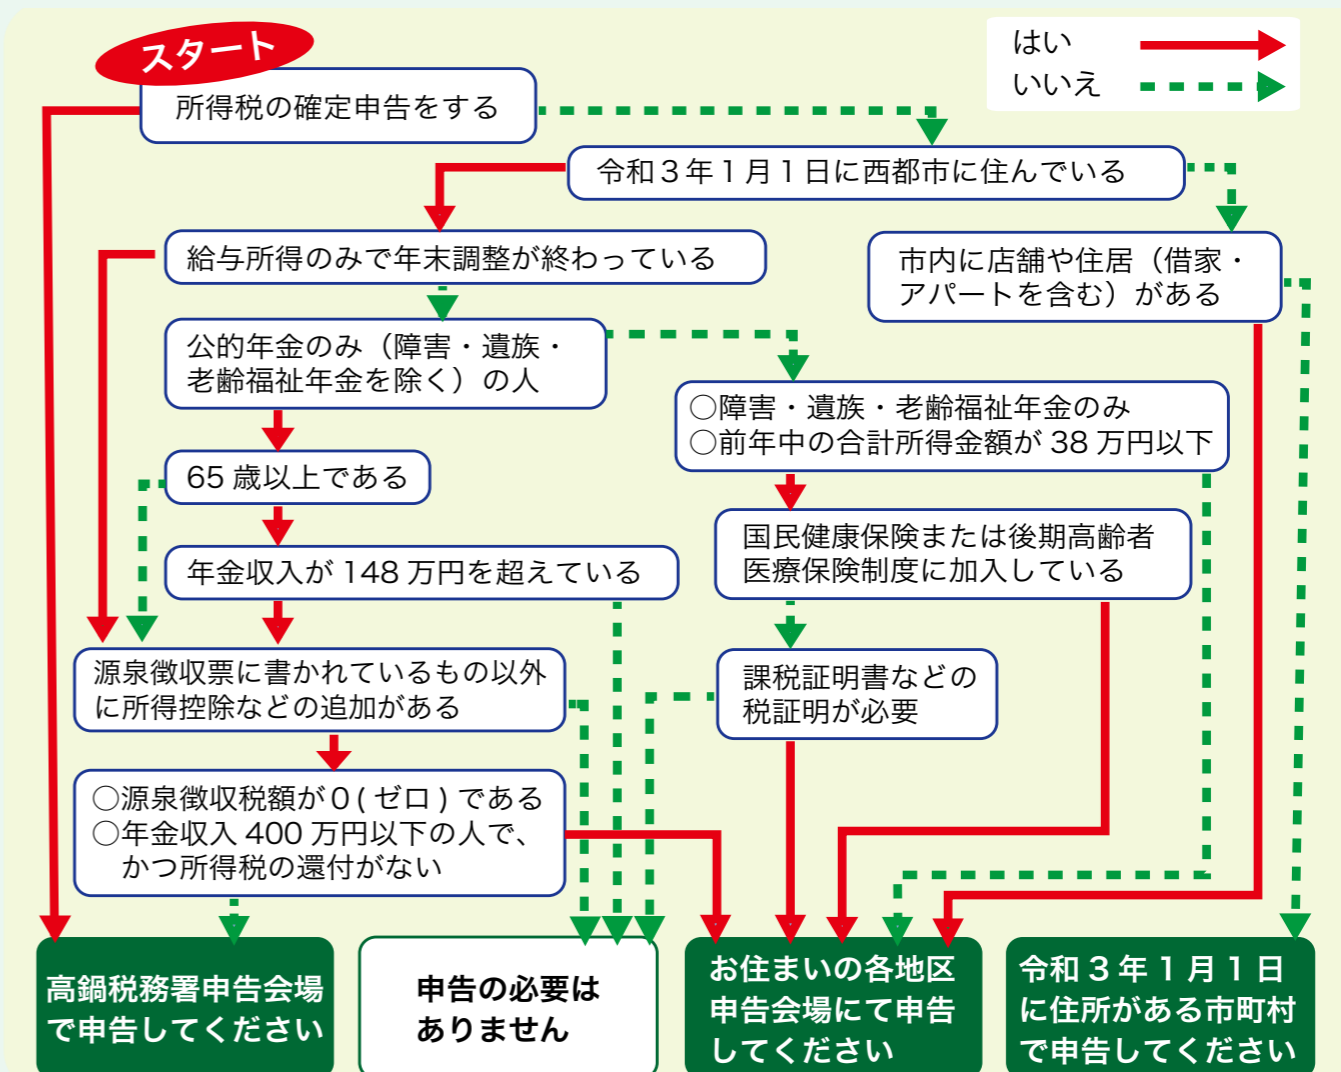 スタート
はい
いいえ
所得税の確定申告をする
令和3年1月1日に西都市に住んでいる
給与所得のみで年末調整が終わっている
市内に店舗や住居（借家・
アパートを含む）がある
公的年金のみ（障害・遺族・
老齢福祉年金を除く）の人
○障害・遺族・老齢福祉年金のみ
○前年中の合計所得金額が 38 万円以下
65 歳以上である
国民健康保険または後期高齢者
医療保険制度に加入している
年金収入が 148 万円を超えている
源泉徴収票に書かれているもの以外
に所得控除などの追加がある
課税証明書などの
税証明が必要
○源泉徴収税額が０( ゼロ ) である
○年金収入 400 万円以下の人で、
かつ所得税の還付がない
高鍋税務署申告会場
で申告してください
申告の必要は
ありません
お住まいの各地区
申告会場にて申告
してください
令和 3 年 1 月 1 日
に住所がある市町村
で申告してください